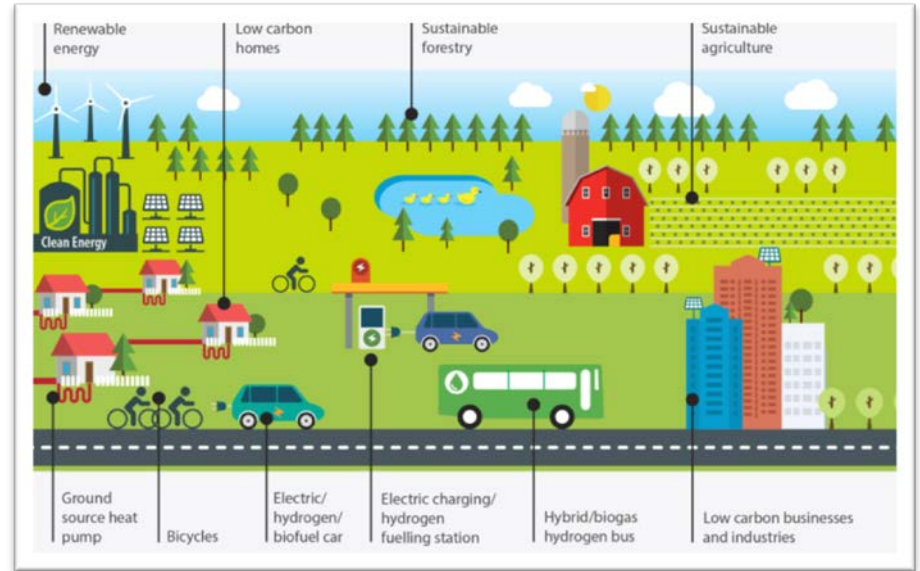 Renewable
energy
Low carbon
homes
Sustainable
forestry
Sustainable
agriculture
Clean Energy
Ground
source heat
pump
Bicycles
Electric/
hydrogen/
biofuel car
Electric charging/
hydrogen
fuelling station
Hybrid/biogas
hydrogen bus
Low carbon businesses
and industries